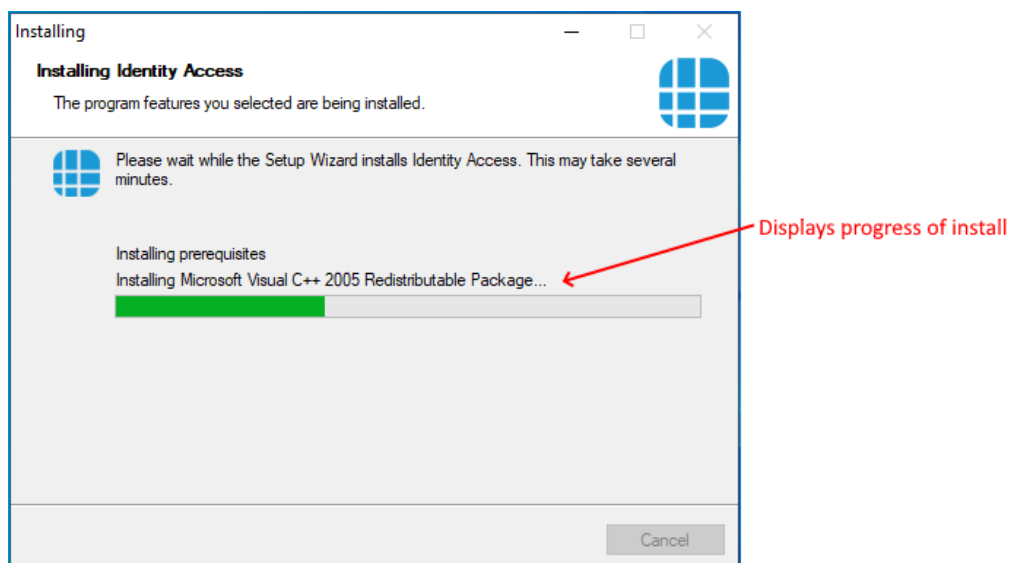 Installing
Installing Identity Access
The program features you selected are being installed.
Please wait while the Setup Wizard installs Identity Access. This may take several
minutes.
Displays progress of install
Installing prerequisites
Installing Microsoft Visual C++ 2005 Redistributable Package...
Cancel